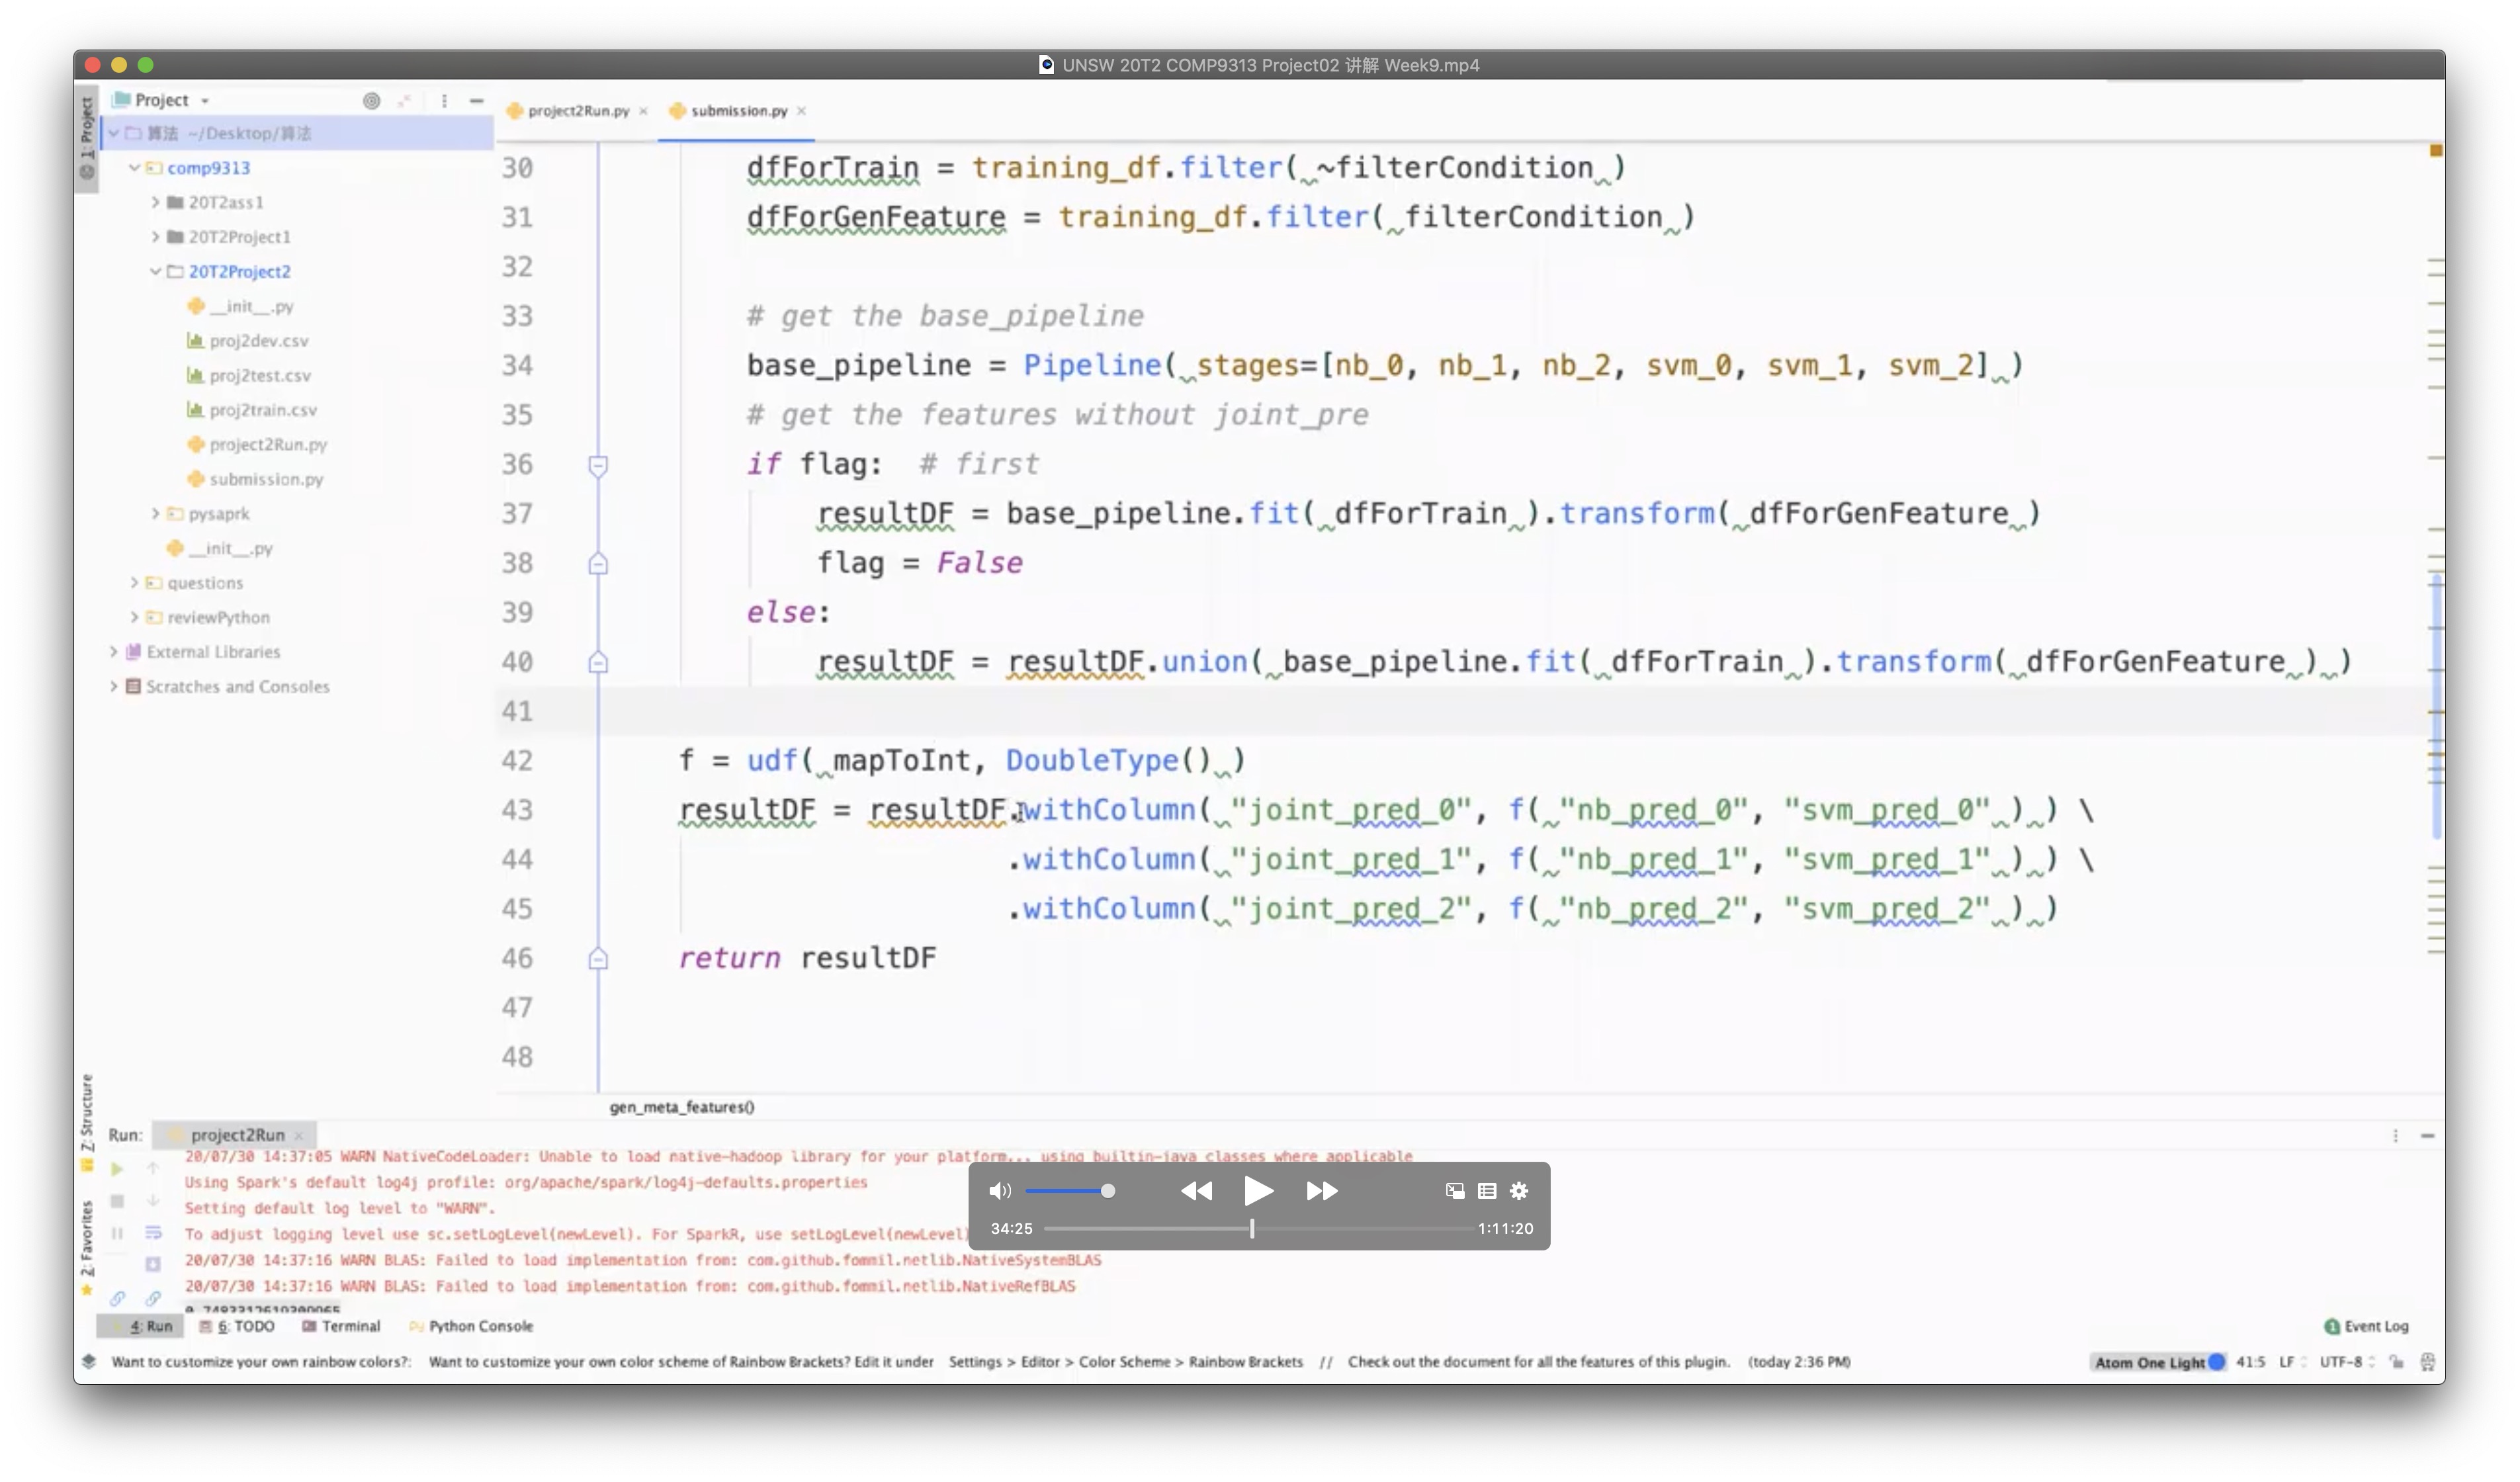 UNSW 20T2 COMP9313 Project02 讲解 Week9.mp4
1: Project
Project
project2Run.py
submission.py
算法 ~/Desktop/算法
comp9313
20T2ass1
20T2Project1
20T2Project2
__init__.py
proj2dev.csv
proj2test.csv
proj2train.csv
project2Run.py
submission.py
pysaprk
__init__.py
questions
reviewPython
External Libraries
Scratches and Consoles
30 dfForTrain = training_df.filter( ~filterCondition )
31 dfForGenFeature = training_df.filter( filterCondition )
32
33 # get the base_pipeline
34 base_pipeline = Pipeline( stages=[nb_0, nb_1, nb_2, svm_0, svm_1, svm_2] )
35 # get the features without joint_pre
36 if flag:  # first
37 resultDF = base_pipeline.fit( dfForTrain ).transform( dfForGenFeature )
38 flag = False
39 else:
40 resultDF = resultDF.union( base_pipeline.fit( dfForTrain ).transform( dfForGenFeature ) )
41
42 f = udf( mapToInt, DoubleType() )
43 resultDF = resultDF.withColumn( "joint_pred_0", f( "nb_pred_0", "svm_pred_0" ) ) \
44 .withColumn( "joint_pred_1", f( "nb_pred_1", "svm_pred_1" ) ) \
45 .withColumn( "joint_pred_2", f( "nb_pred_2", "svm_pred_2" ) )
46 return resultDF
47
48
gen_meta_features()
Z: Structure
2: Favorites
Run: project2Run
20/07/30 14:37:05 WARN NativeCodeLoader: Unable to load native-hadoop library for your platform... using builtin-java classes where applicable
Using Spark's default log4j profile: org/apache/spark/log4j-defaults.properties
Setting default log level to "WARN".
To adjust logging level use sc.setLogLevel(newLevel). For SparkR, use setLogLevel(newLevel)
20/07/30 14:37:16 WARN BLAS: Failed to load implementation from: com.github.fommil.netlib.NativeSystemBLAS
20/07/30 14:37:16 WARN BLAS: Failed to load implementation from: com.github.fommil.netlib.NativeRefBLAS
34:25 1:11:20
4: Run 6: TODO Terminal Python Console 1 Event Log
Want to customize your own rainbow colors?: Want to customize your own color scheme of Rainbow Brackets? Edit it under Settings > Editor > Color Scheme > Rainbow Brackets // Check out the document for all the features of this plugin. (today 2:36 PM) Atom One Light 41:5 LF UTF-8